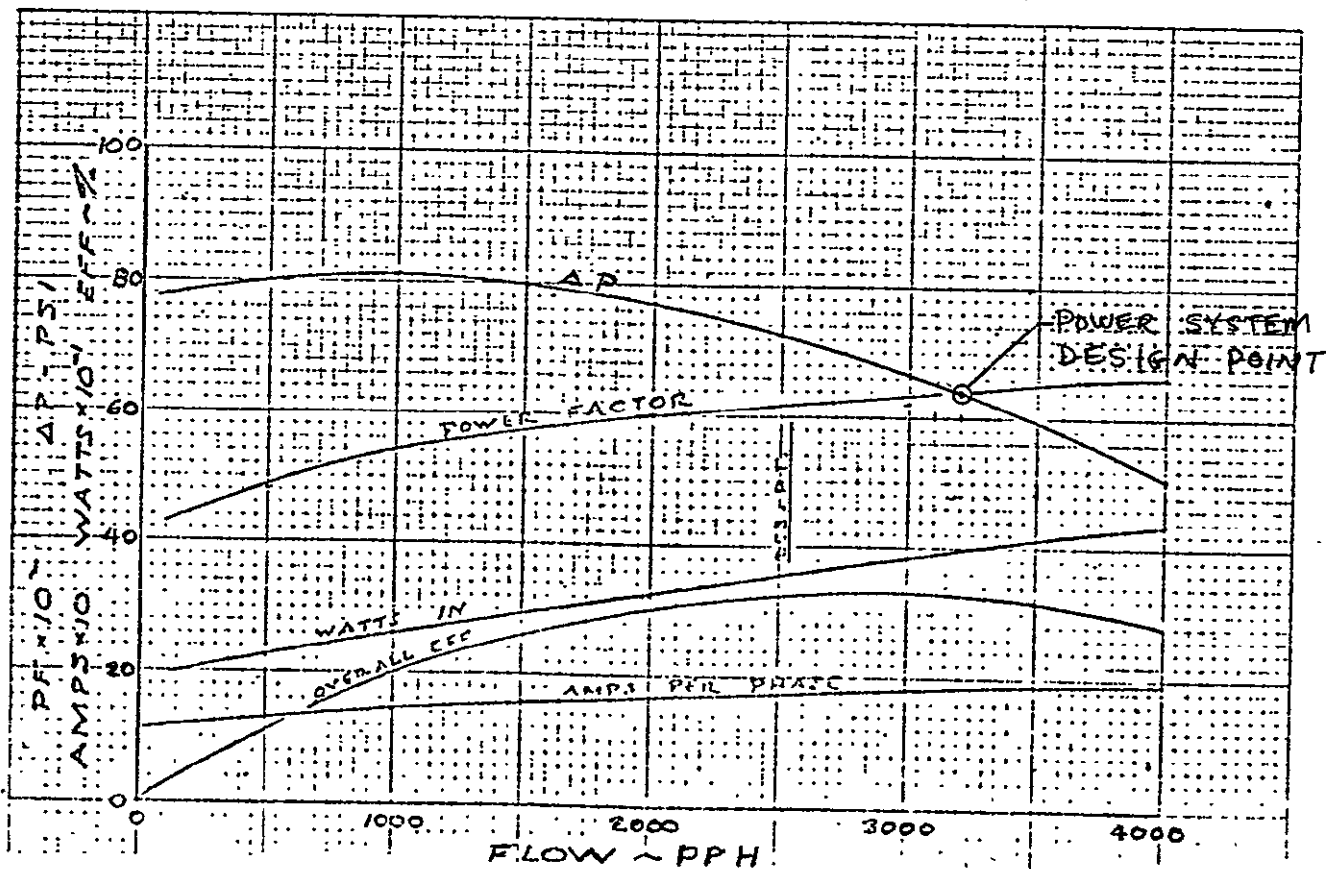 100
80
60
40
20
0
PF×10~ ΔP-PSI
AMPS×10 WATTS×10⁻¹ EFF~%
ΔP
POWER SYSTEM
DESIGN POINT
POWER FACTOR
WATTS IN
OVERALL EFF
AMPS PER PHASE
0 1000 2000 3000 4000
FLOW ~ PPH